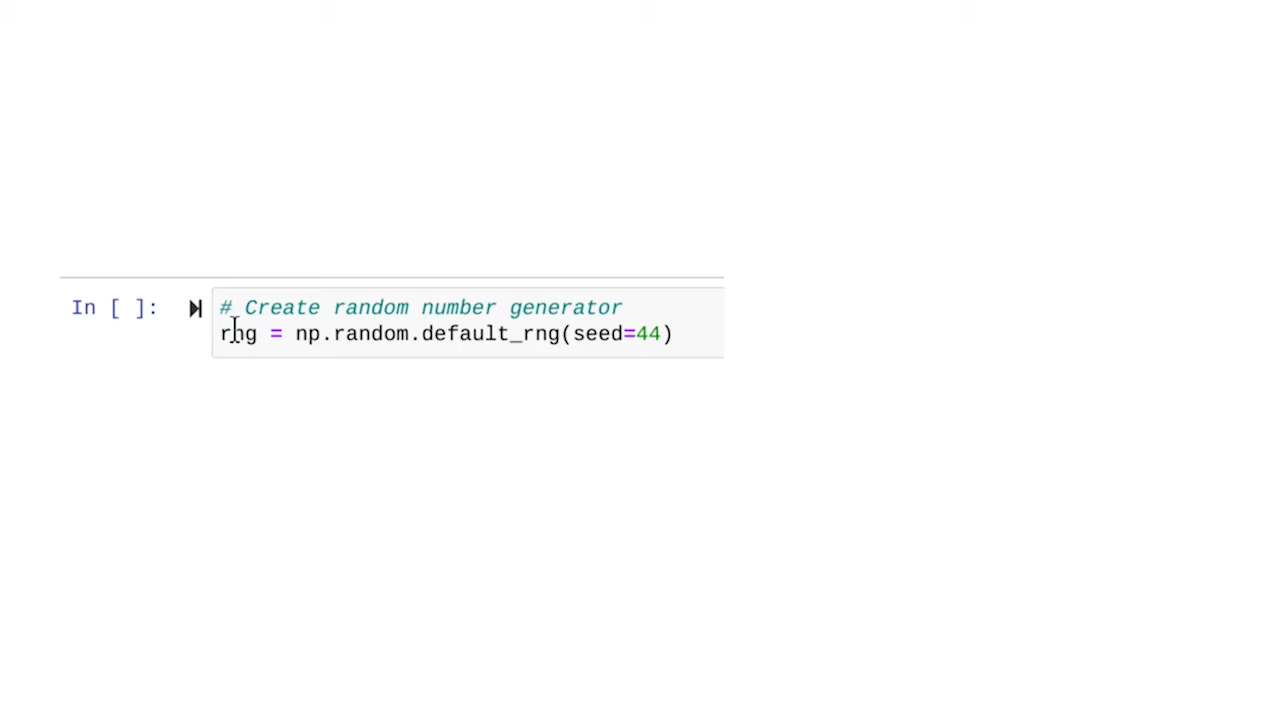 In [ ]: # Create random number generator
rng = np.random.default_rng(seed=44)